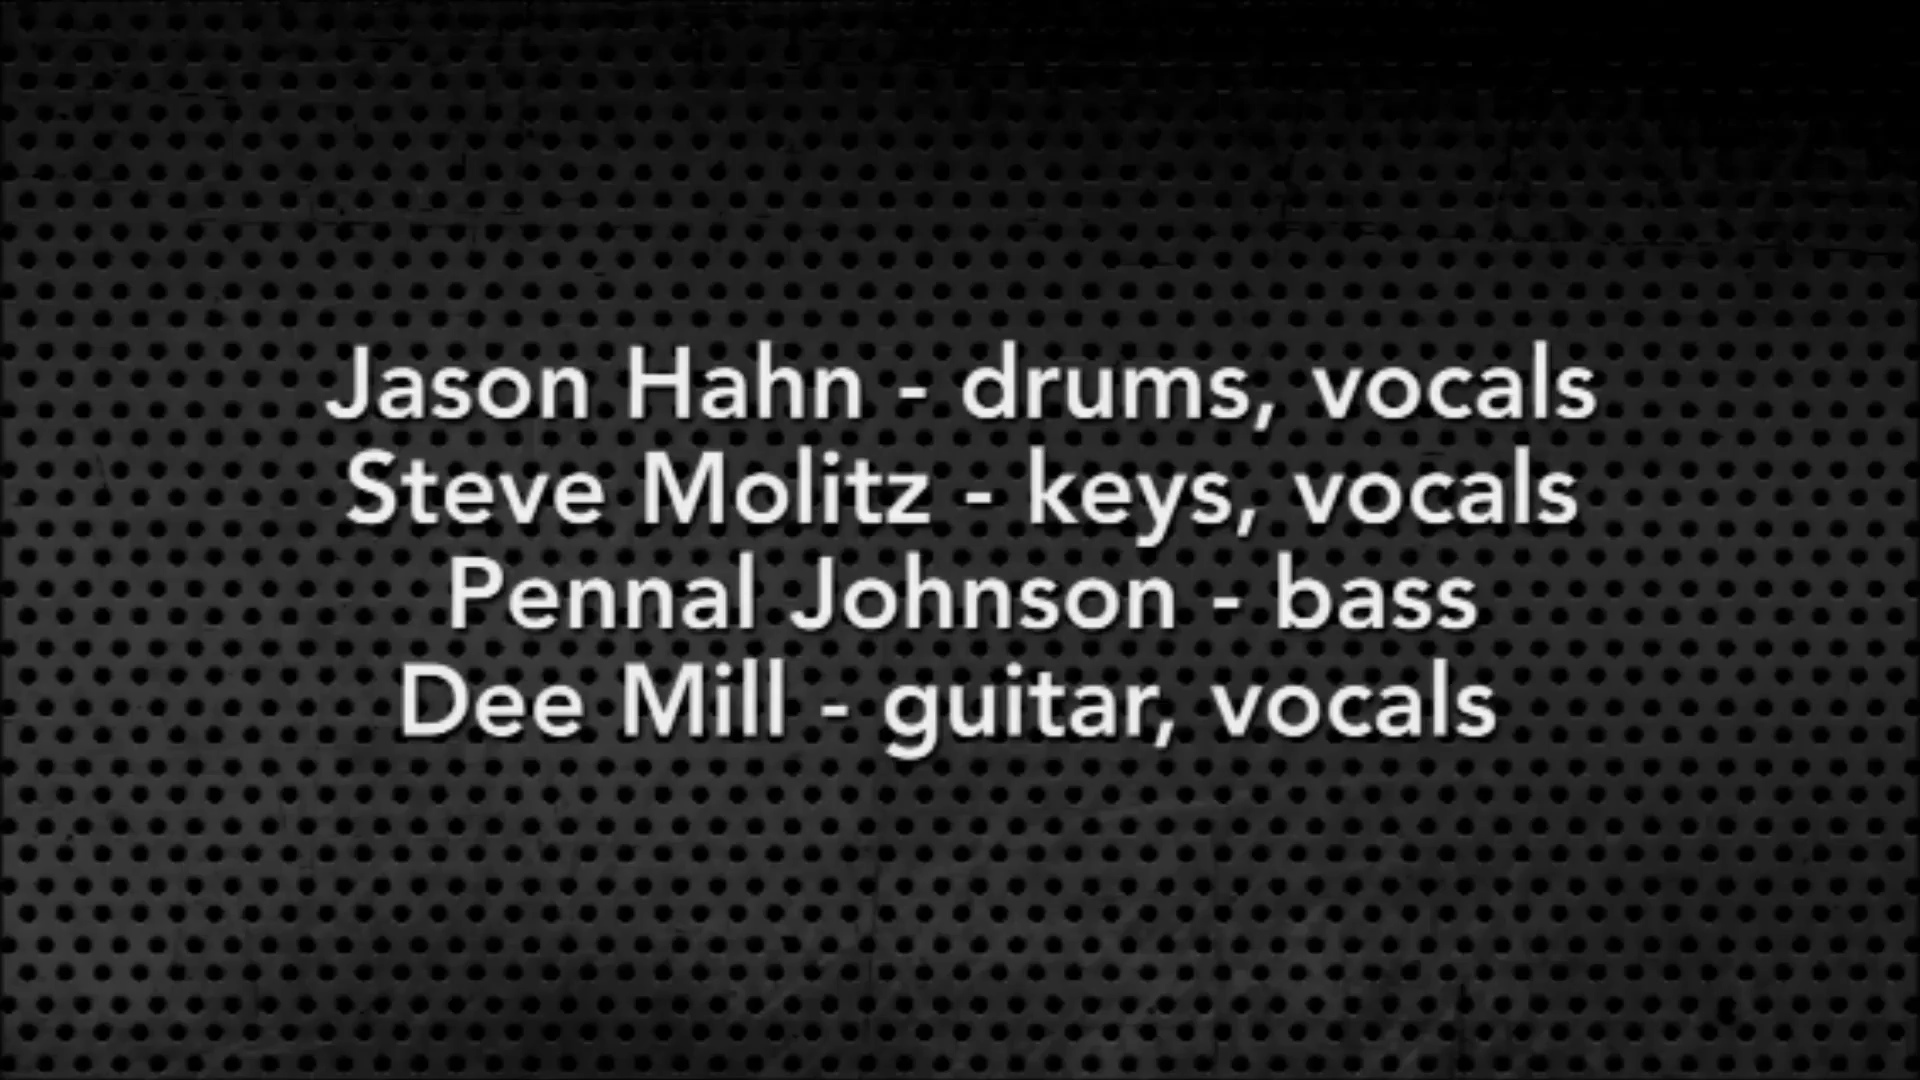 Jason Hahn - drums, vocals
Steve Molitz - keys, vocals
Pennal Johnson - bass
Dee Mill - guitar, vocals